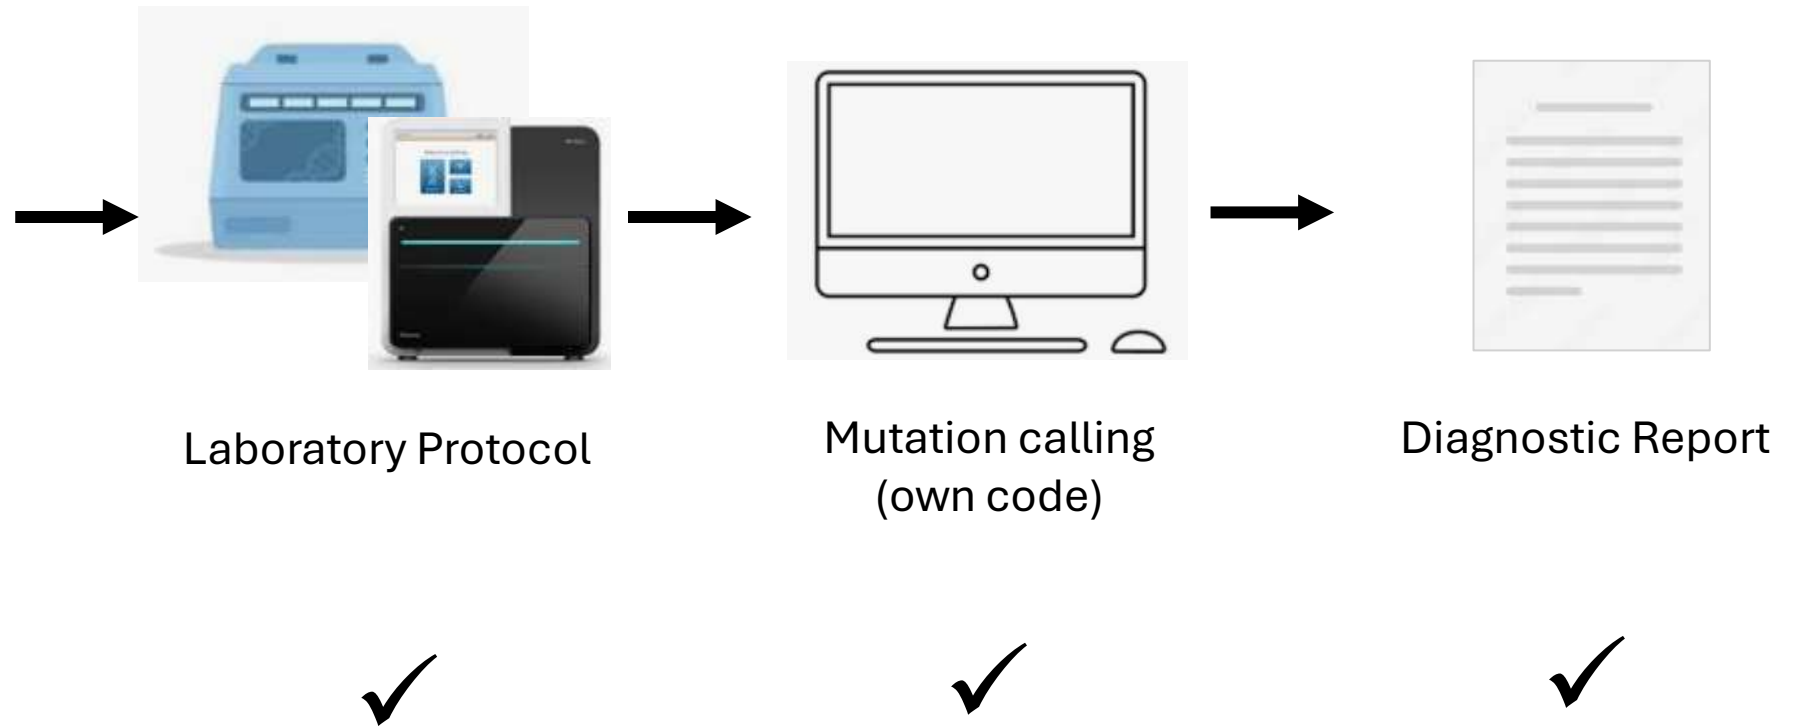 Laboratory Protocol
Mutation calling
(own code)
Diagnostic Report